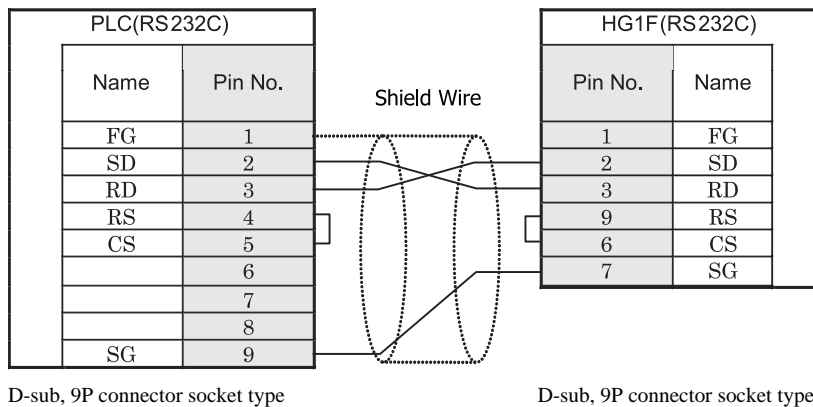 PLC(RS232C)
HG1F(RS232C)
Name Pin No.
Shield Wire
Pin No. Name
FG 1
1 FG
SD 2
2 SD
RD 3
3 RD
RS 4
9 RS
CS 5
6 CS
6
7 SG
7
8
SG 9
D-sub, 9P connector socket type
D-sub, 9P connector socket type